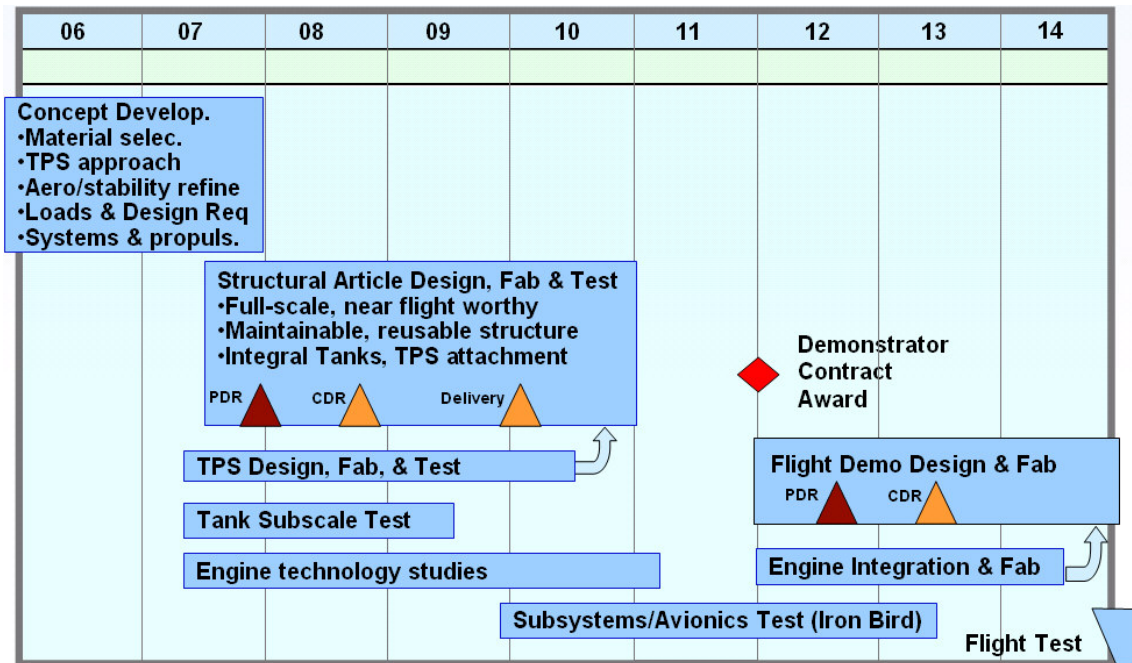 06 07 08 09 10 11 12 13 14
Concept Develop.
•Material selec.
•TPS approach
•Aero/stability refine
•Loads & Design Req
•Systems & propuls.
Structural Article Design, Fab & Test
•Full-scale, near flight worthy
•Maintainable, reusable structure
•Integral Tanks, TPS attachment
PDR CDR Delivery
Demonstrator
Contract
Award
TPS Design, Fab, & Test
Flight Demo Design & Fab
PDR CDR
Tank Subscale Test
Engine technology studies
Engine Integration & Fab
Subsystems/Avionics Test (Iron Bird)
Flight Test